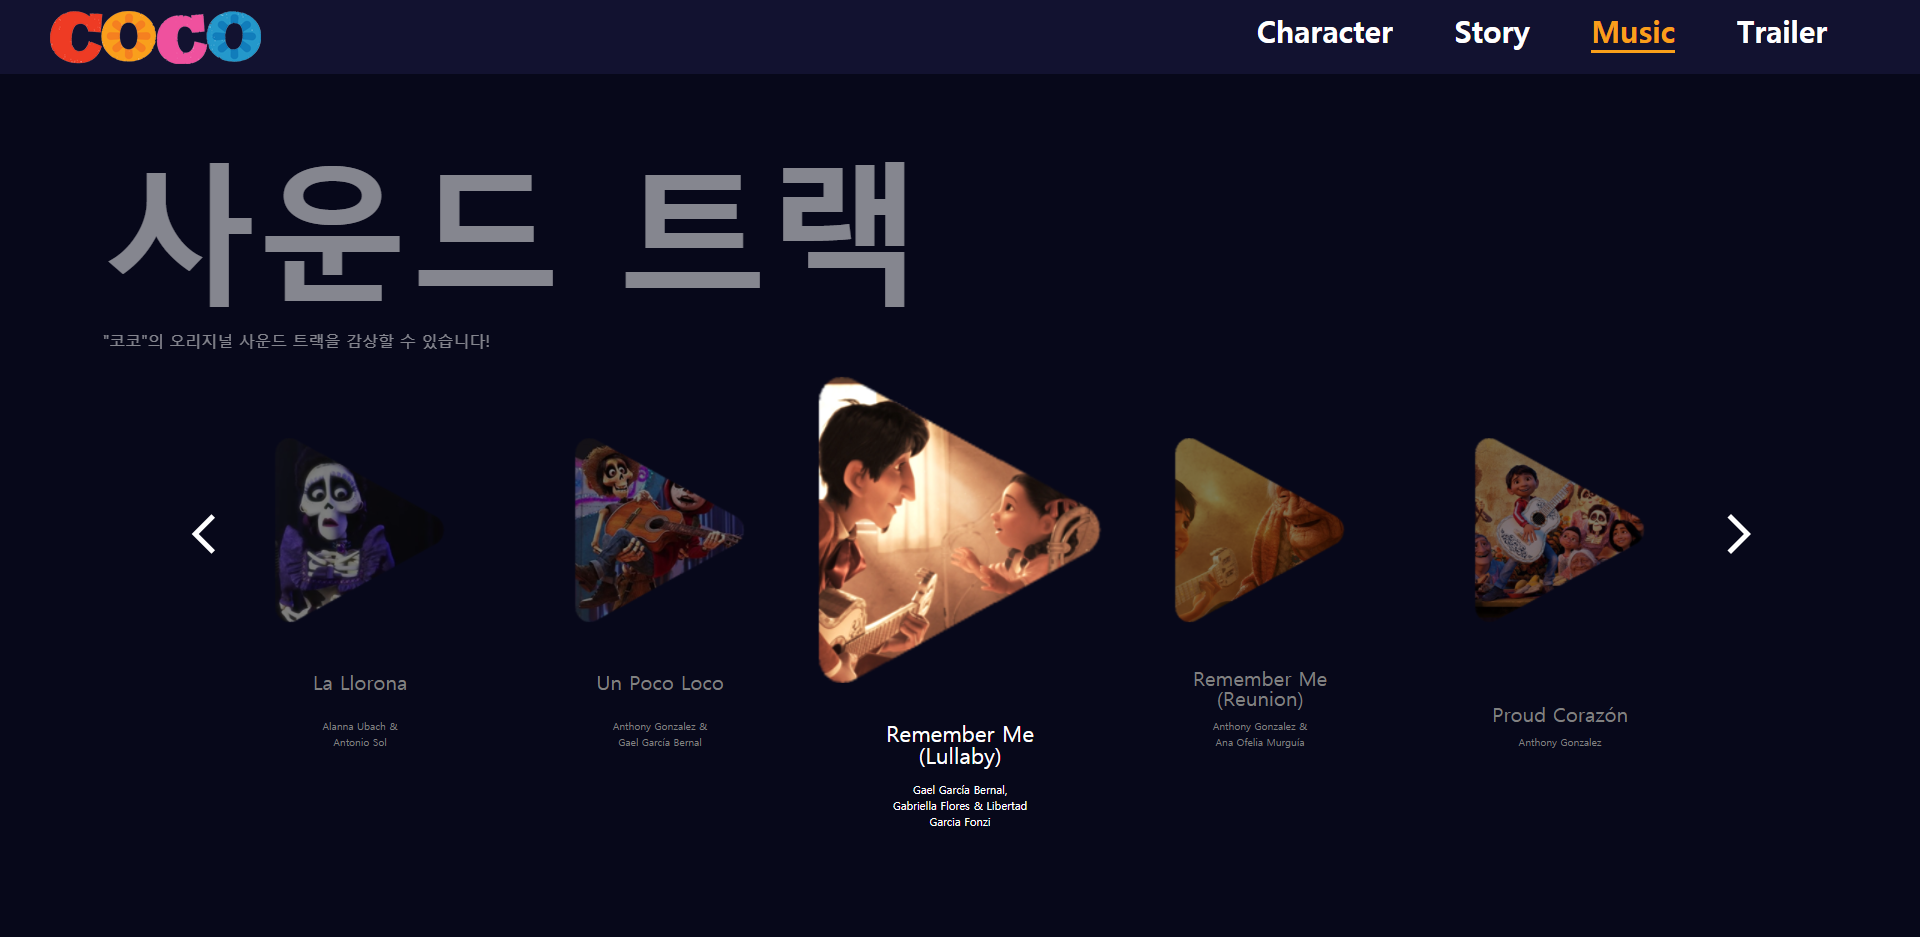 COCO
Character Story Music Trailer
사운드 트랙
"코코"의 오리지널 사운드 트랙을 감상할 수 있습니다!
La Llorona
Alanna Ubach &
Antonio Sol
Un Poco Loco
Anthony Gonzalez &
Gael García Bernal
Remember Me
(Lullaby)
Gael García Bernal,
Gabriella Flores & Libertad
Garcia Fonzi
Remember Me
(Reunion)
Anthony Gonzalez &
Ana Ofelia Murguía
Proud Corazón
Anthony Gonzalez